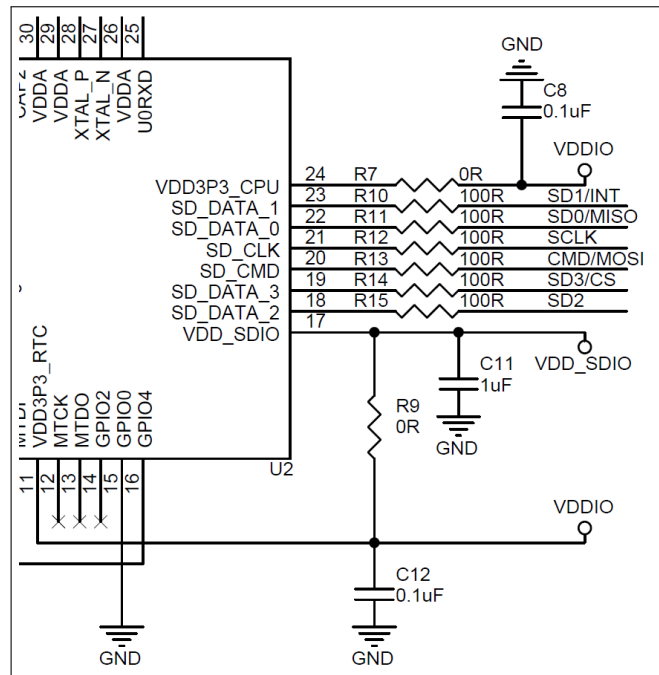 30
29
28
27
26
25
CAP2
VDDA
VDDA
XTAL_P
XTAL_N
VDDA
U0RXD
GND
C8
0.1uF
VDDIO
VDD3P3_CPU 24 R7 0R
SD_DATA_1 23 R10 100R SD1/INT
SD_DATA_0 22 R11 100R SD0/MISO
SD_CLK 21 R12 100R SCLK
SD_CMD 20 R13 100R CMD/MOSI
SD_DATA_3 19 R14 100R SD3/CS
SD_DATA_2 18 R15 100R SD2
VDD_SDIO 17
VDD_SDIO
C11
1uF
GND
R9
0R
VDD3P3_RTC
MTCK
MTDO
GPIO2
GPIO0
GPIO4
U2
11
12
13
14
15
16
VDDIO
C12
0.1uF
GND
GND